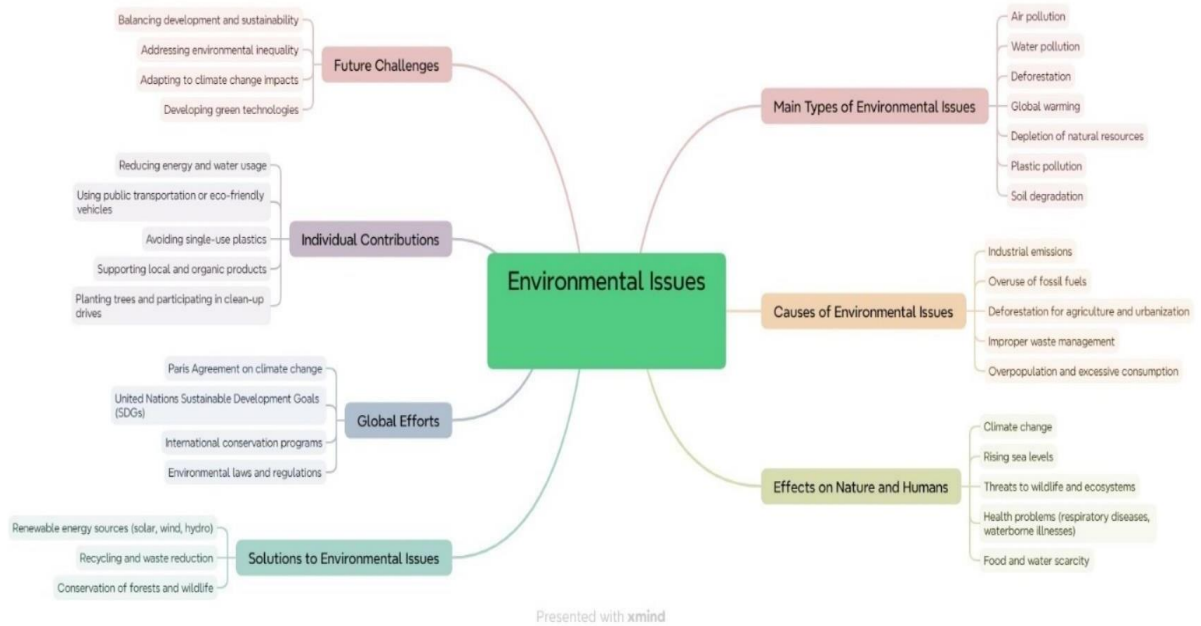 Environmental Issues
Main Types of Environmental Issues
Air pollution
Water pollution
Deforestation
Global warming
Depletion of natural resources
Plastic pollution
Soil degradation
Causes of Environmental Issues
Industrial emissions
Overuse of fossil fuels
Deforestation for agriculture and urbanization
Improper waste management
Overpopulation and excessive consumption
Effects on Nature and Humans
Climate change
Rising sea levels
Threats to wildlife and ecosystems
Health problems (respiratory diseases,
waterborne illnesses)
Food and water scarcity
Solutions to Environmental Issues
Renewable energy sources (solar, wind, hydro)
Recycling and waste reduction
Conservation of forests and wildlife
Global Efforts
Paris Agreement on climate change
United Nations Sustainable Development Goals
(SDGs)
International conservation programs
Environmental laws and regulations
Individual Contributions
Reducing energy and water usage
Using public transportation or eco-friendly
vehicles
Avoiding single-use plastics
Supporting local and organic products
Planting trees and participating in clean-up
drives
Future Challenges
Balancing development and sustainability
Addressing environmental inequality
Adapting to climate change impacts
Developing green technologies
Presented with xmind